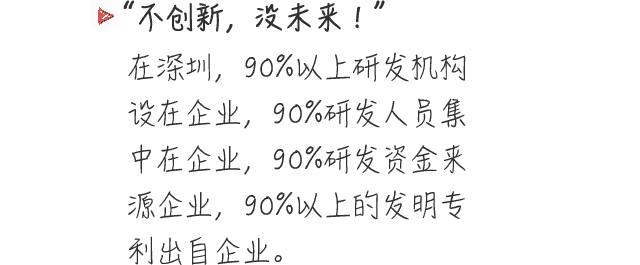 “不创新，没未来！”
在深圳，90%以上研发机构
设在企业，90%研发人员集
中在企业，90%研发资金来
源企业，90%以上的发明专
利出自企业。